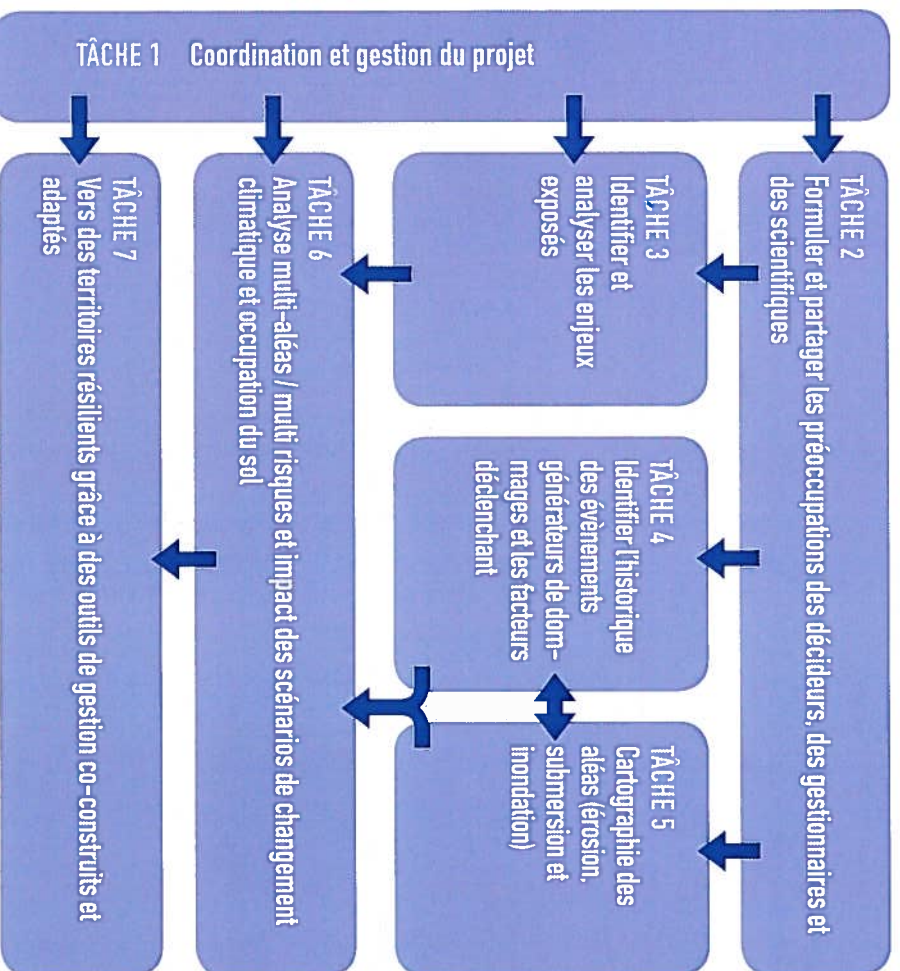 TÂCHE 1 Coordination et gestion du projet
TÂCHE 2
Formuler et partager les préoccupations des décideurs, des gestionnaires et
des scientifiques
TÂCHE 3
Identifier et
analyser les enjeux
exposés
TÂCHE 4
Identifier l'historique
des évènements
générateurs de dom-
mages et les facteurs
déclenchant
TÂCHE 5
Cartographie des
aléas (érosion,
submersion et
inondation)
TÂCHE 6
Analyse multi-aléas / multi risques et impact des scénarios de changement
climatique et occupation du sol
TÂCHE 7
Vers des territoires résilients grâce à des outils de gestion co-construits et
adaptés